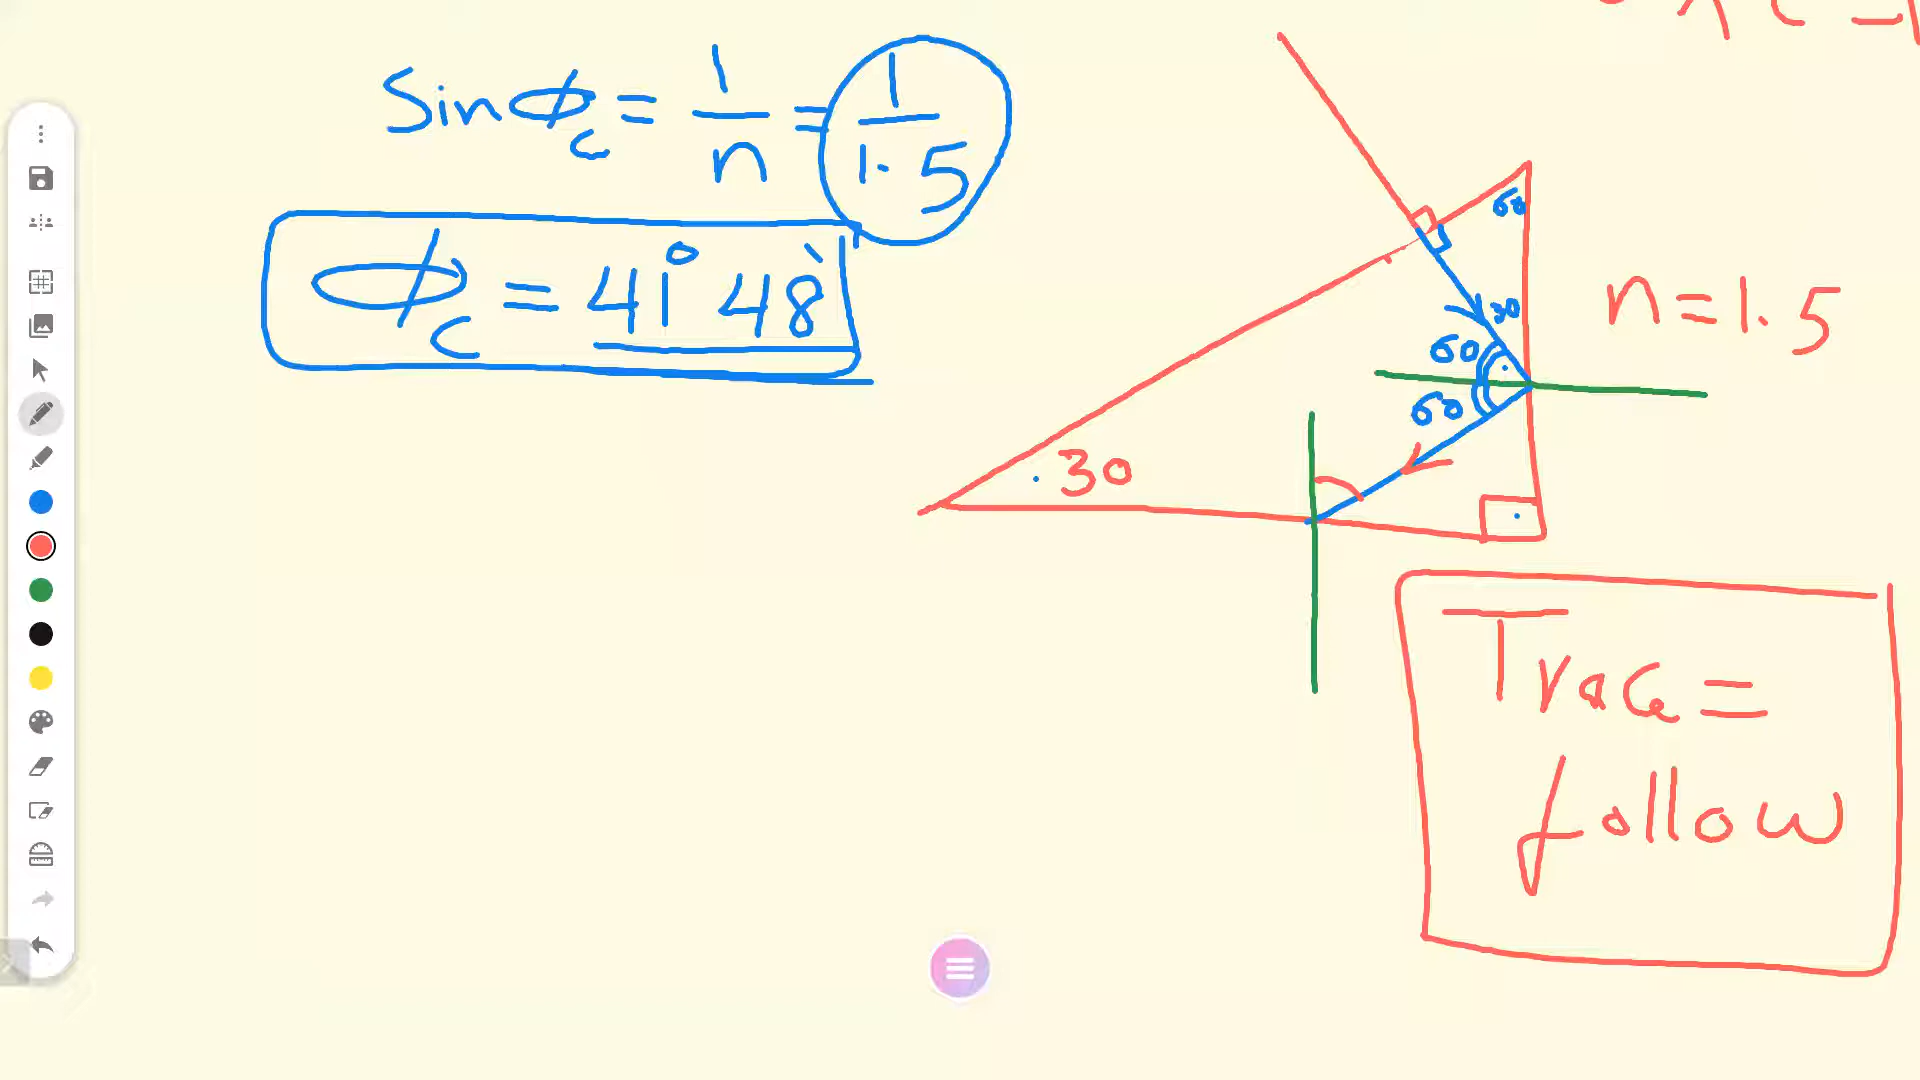 Sinϕc = 1/n = 1/1.5
ϕc = 41° 48`
60
30
n=1.5
60
60
30
Trace =
follow